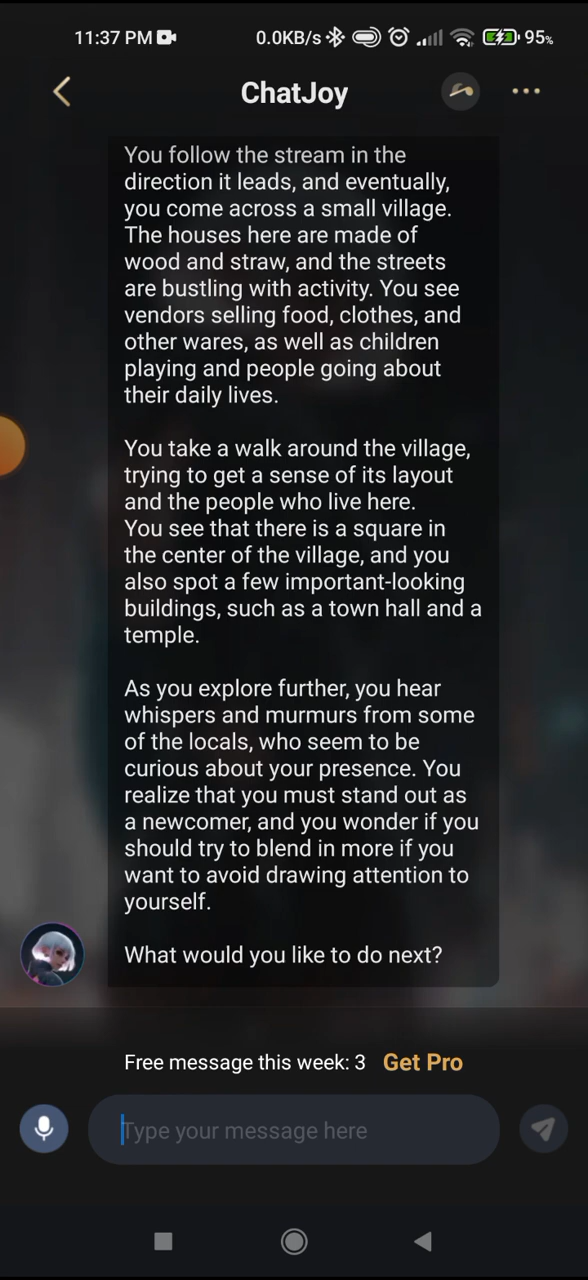 11:37 PM 0.0KB/s 95%
ChatJoy
You follow the stream in the
direction it leads, and eventually,
you come across a small village.
The houses here are made of
wood and straw, and the streets
are bustling with activity. You see
vendors selling food, clothes, and
other wares, as well as children
playing and people going about
their daily lives.
You take a walk around the village,
trying to get a sense of its layout
and the people who live here.
You see that there is a square in
the center of the village, and you
also spot a few important-looking
buildings, such as a town hall and a
temple.
As you explore further, you hear
whispers and murmurs from some
of the locals, who seem to be
curious about your presence. You
realize that you must stand out as
a newcomer, and you wonder if you
should try to blend in more if you
want to avoid drawing attention to
yourself.
What would you like to do next?
Free message this week: 3 Get Pro
Type your message here